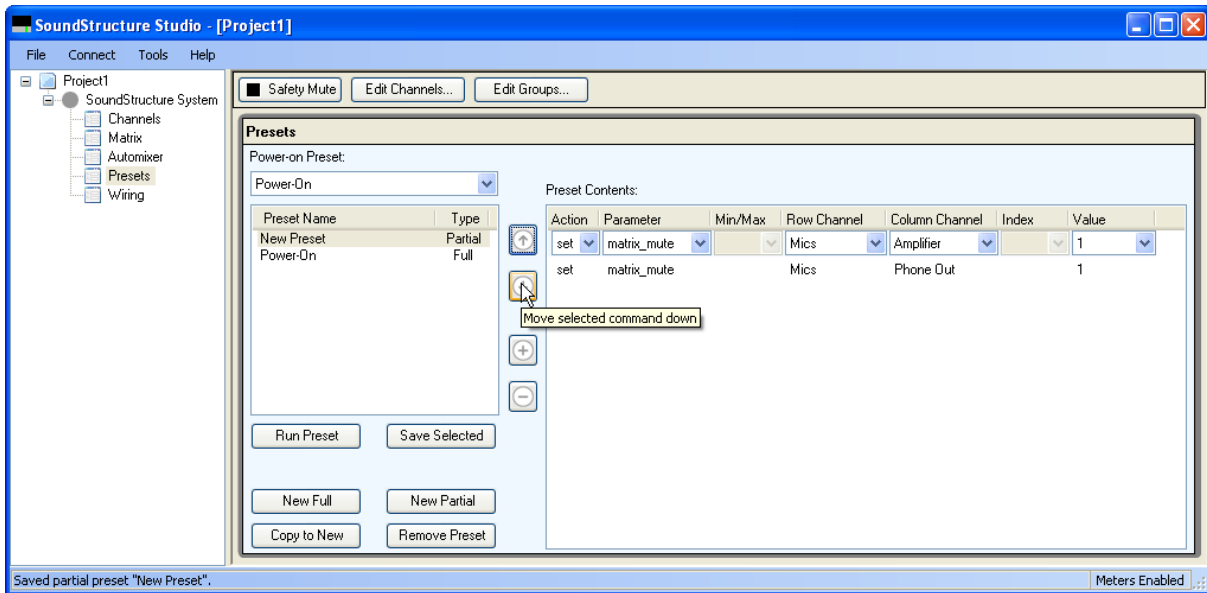 SoundStructure Studio - [Project1]
File Connect Tools Help
Project1
SoundStructure System
Channels
Matrix
Automixer
Presets
Wiring
Safety Mute Edit Channels... Edit Groups...
Presets
Power-on Preset:
Power-On
Preset Name Type
New Preset Partial
Power-On Full
Run Preset Save Selected
New Full New Partial
Copy to New Remove Preset
Move selected command down
Preset Contents:
Action Parameter Min/Max Row Channel Column Channel Index Value
set matrix_mute Mics Amplifier 1
set matrix_mute Mics Phone Out 1
Saved partial preset "New Preset". Meters Enabled